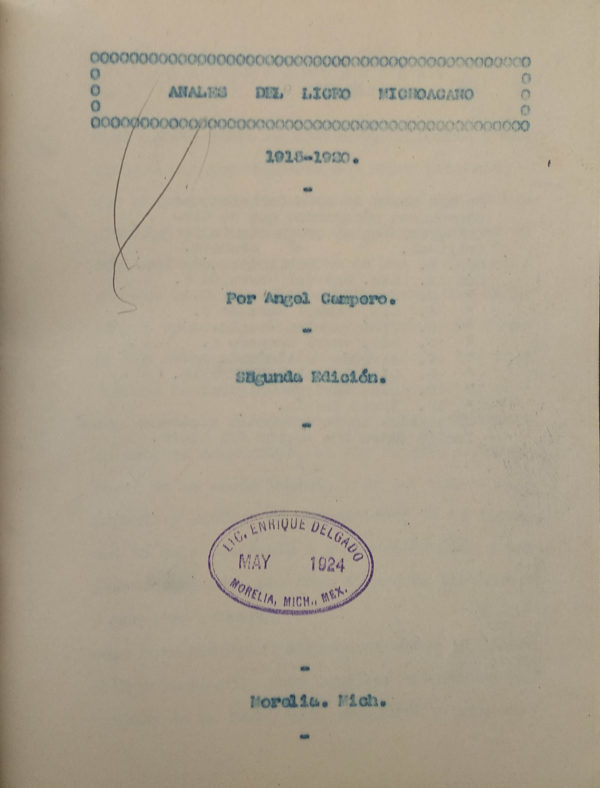 ANALES DEL LICEO MICHOACANO
1915-1920.
-
Por Angel Campero.
-
Segunda Edición.
-
LIC. ENRIQUE DELGADO
MAY 1924
MORELIA, MICH., MEX.
-
Morelia. Mich.
-